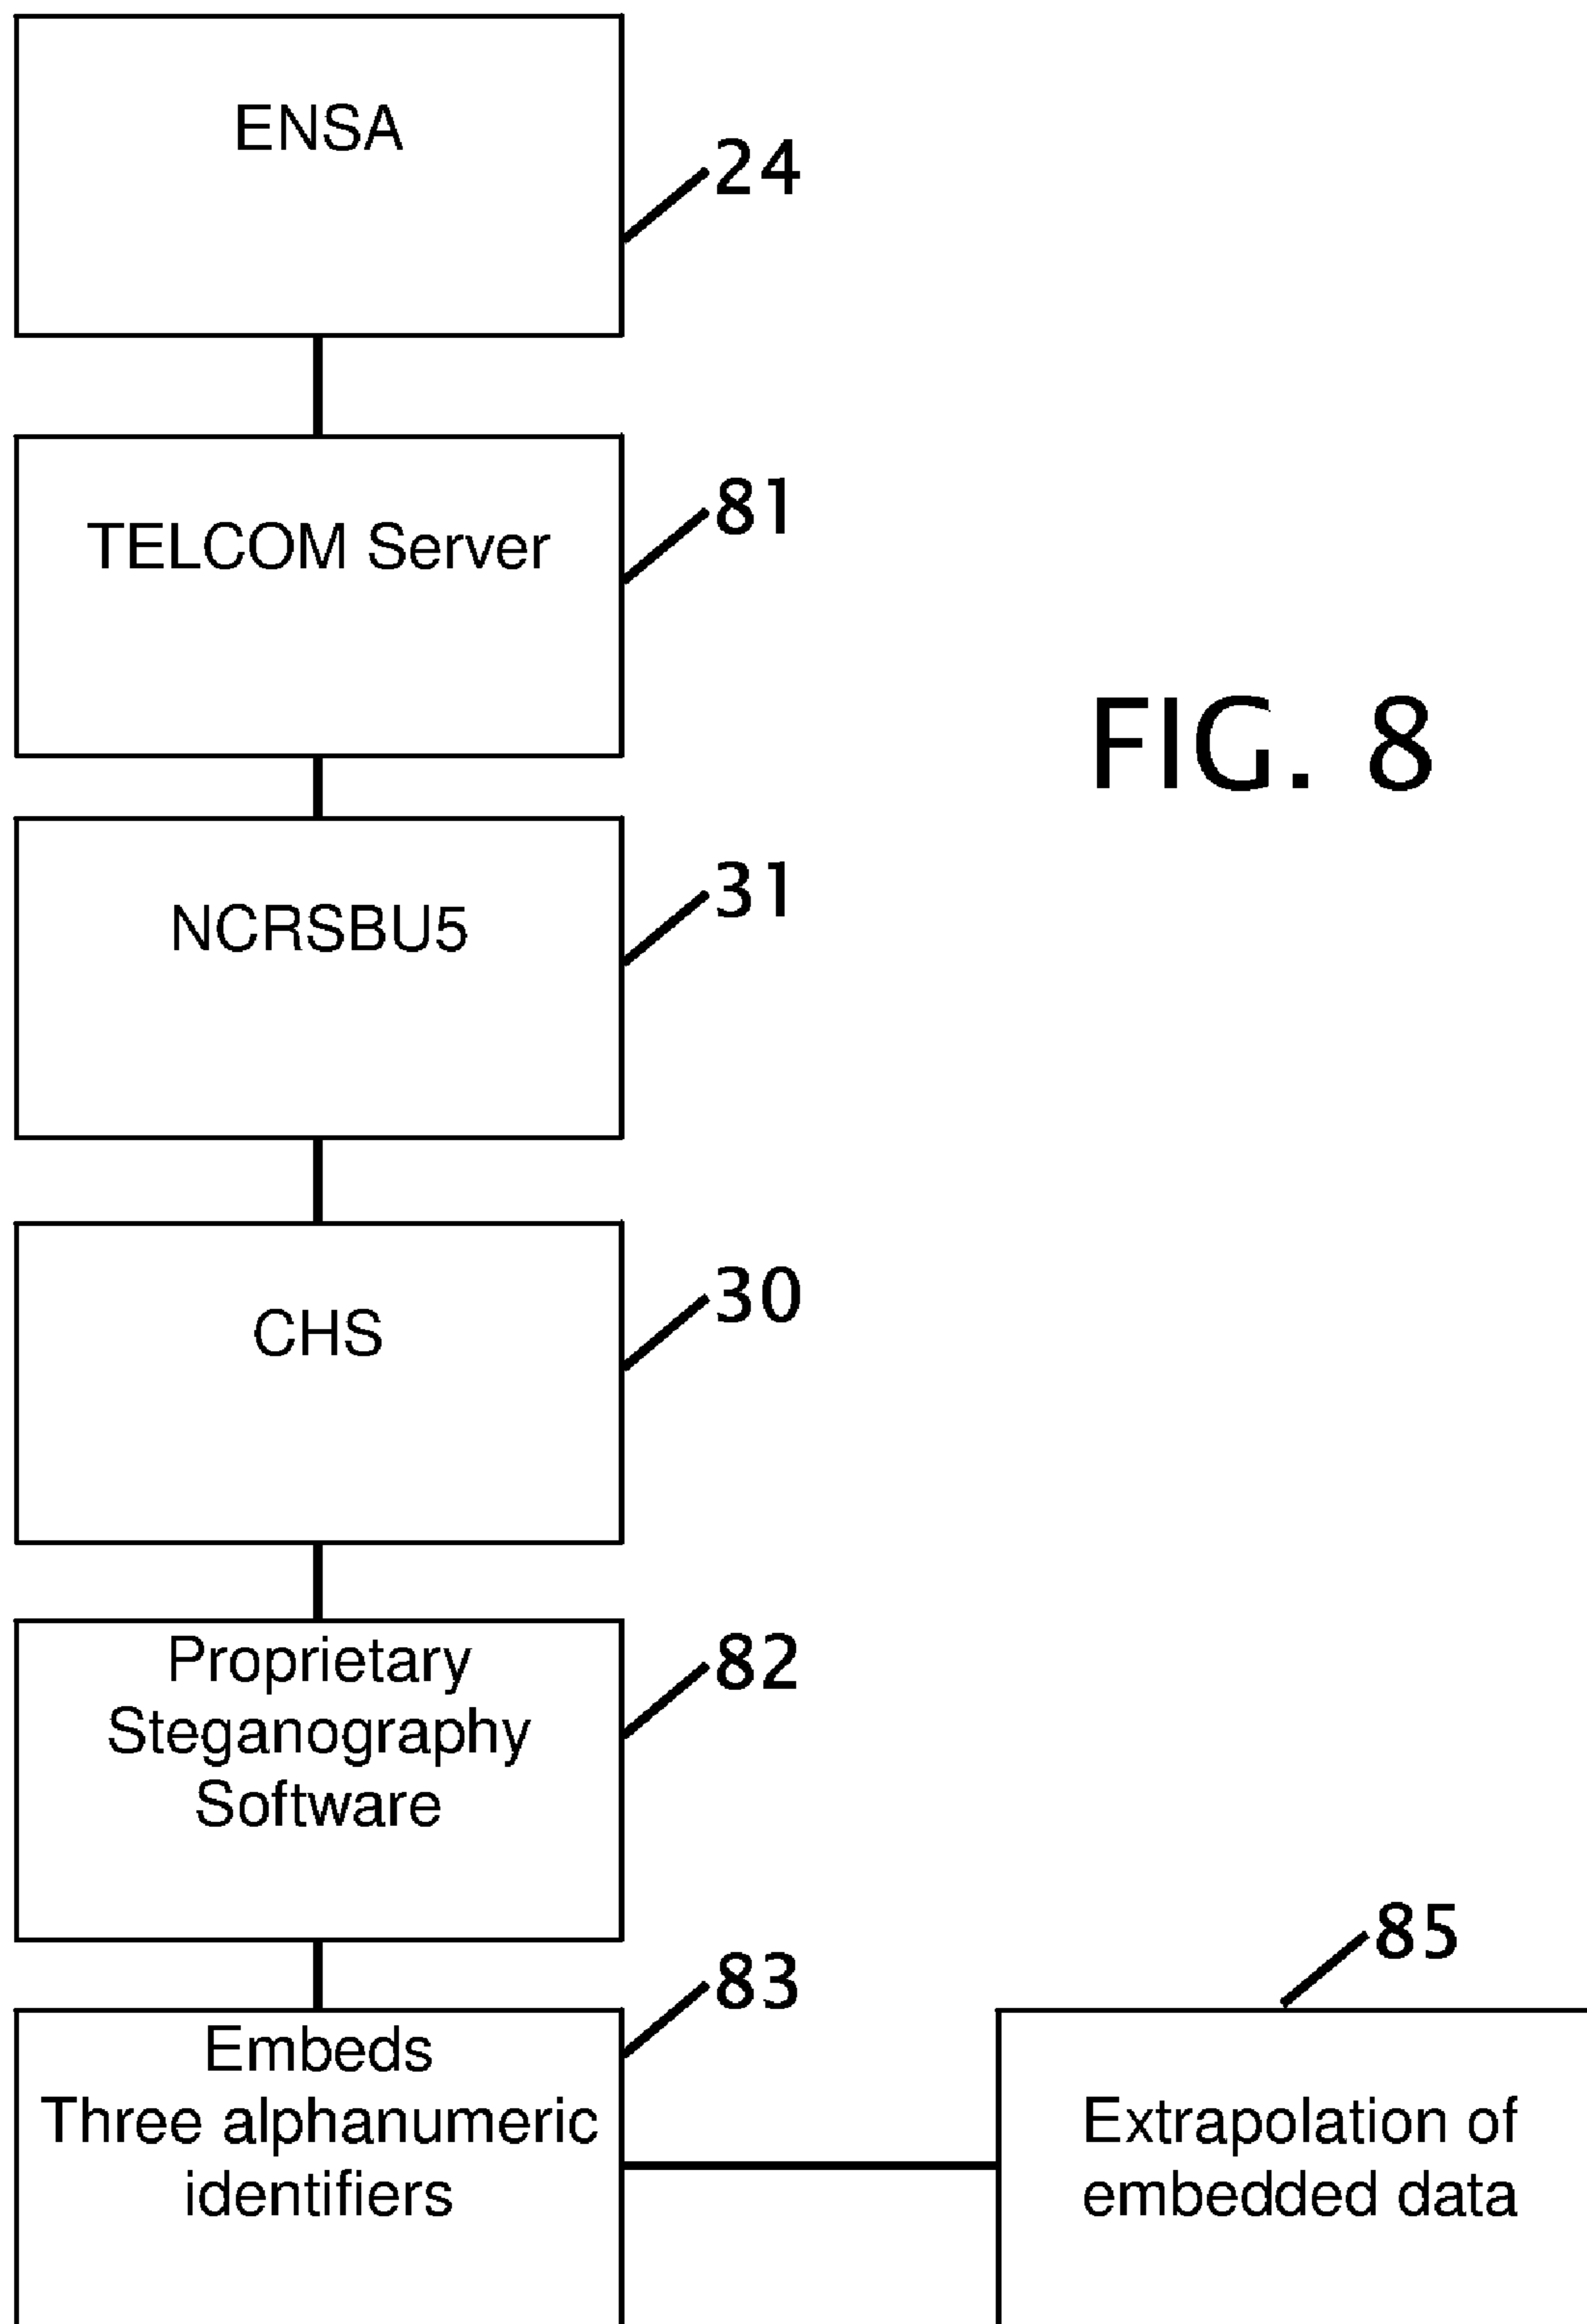 ENSA
24
TELCOM Server
81
FIG. 8
NCRSBU5
31
CHS
30
Proprietary
Steganography
Software
82
Embeds
Three alphanumeric
identifiers
83
85
Extrapolation of
embedded data